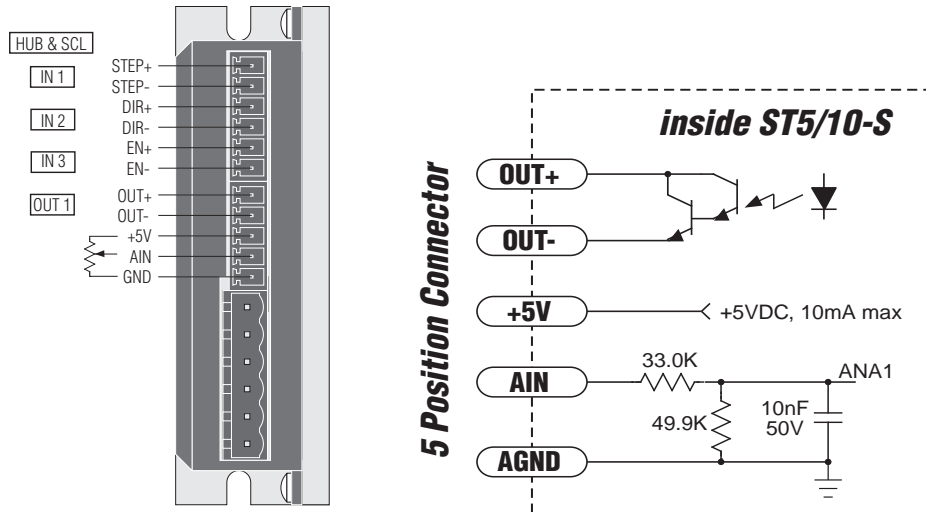 HUB & SCL
IN 1
IN 2
IN 3
OUT 1
STEP+
STEP-
DIR+
DIR-
EN+
EN-
OUT+
OUT-
+5V
AIN
GND
5 Position Connector
inside ST5/10-S
OUT+
OUT-
+5V
+5VDC, 10mA max
AIN
33.0K
ANA1
49.9K
10nF
50V
AGND